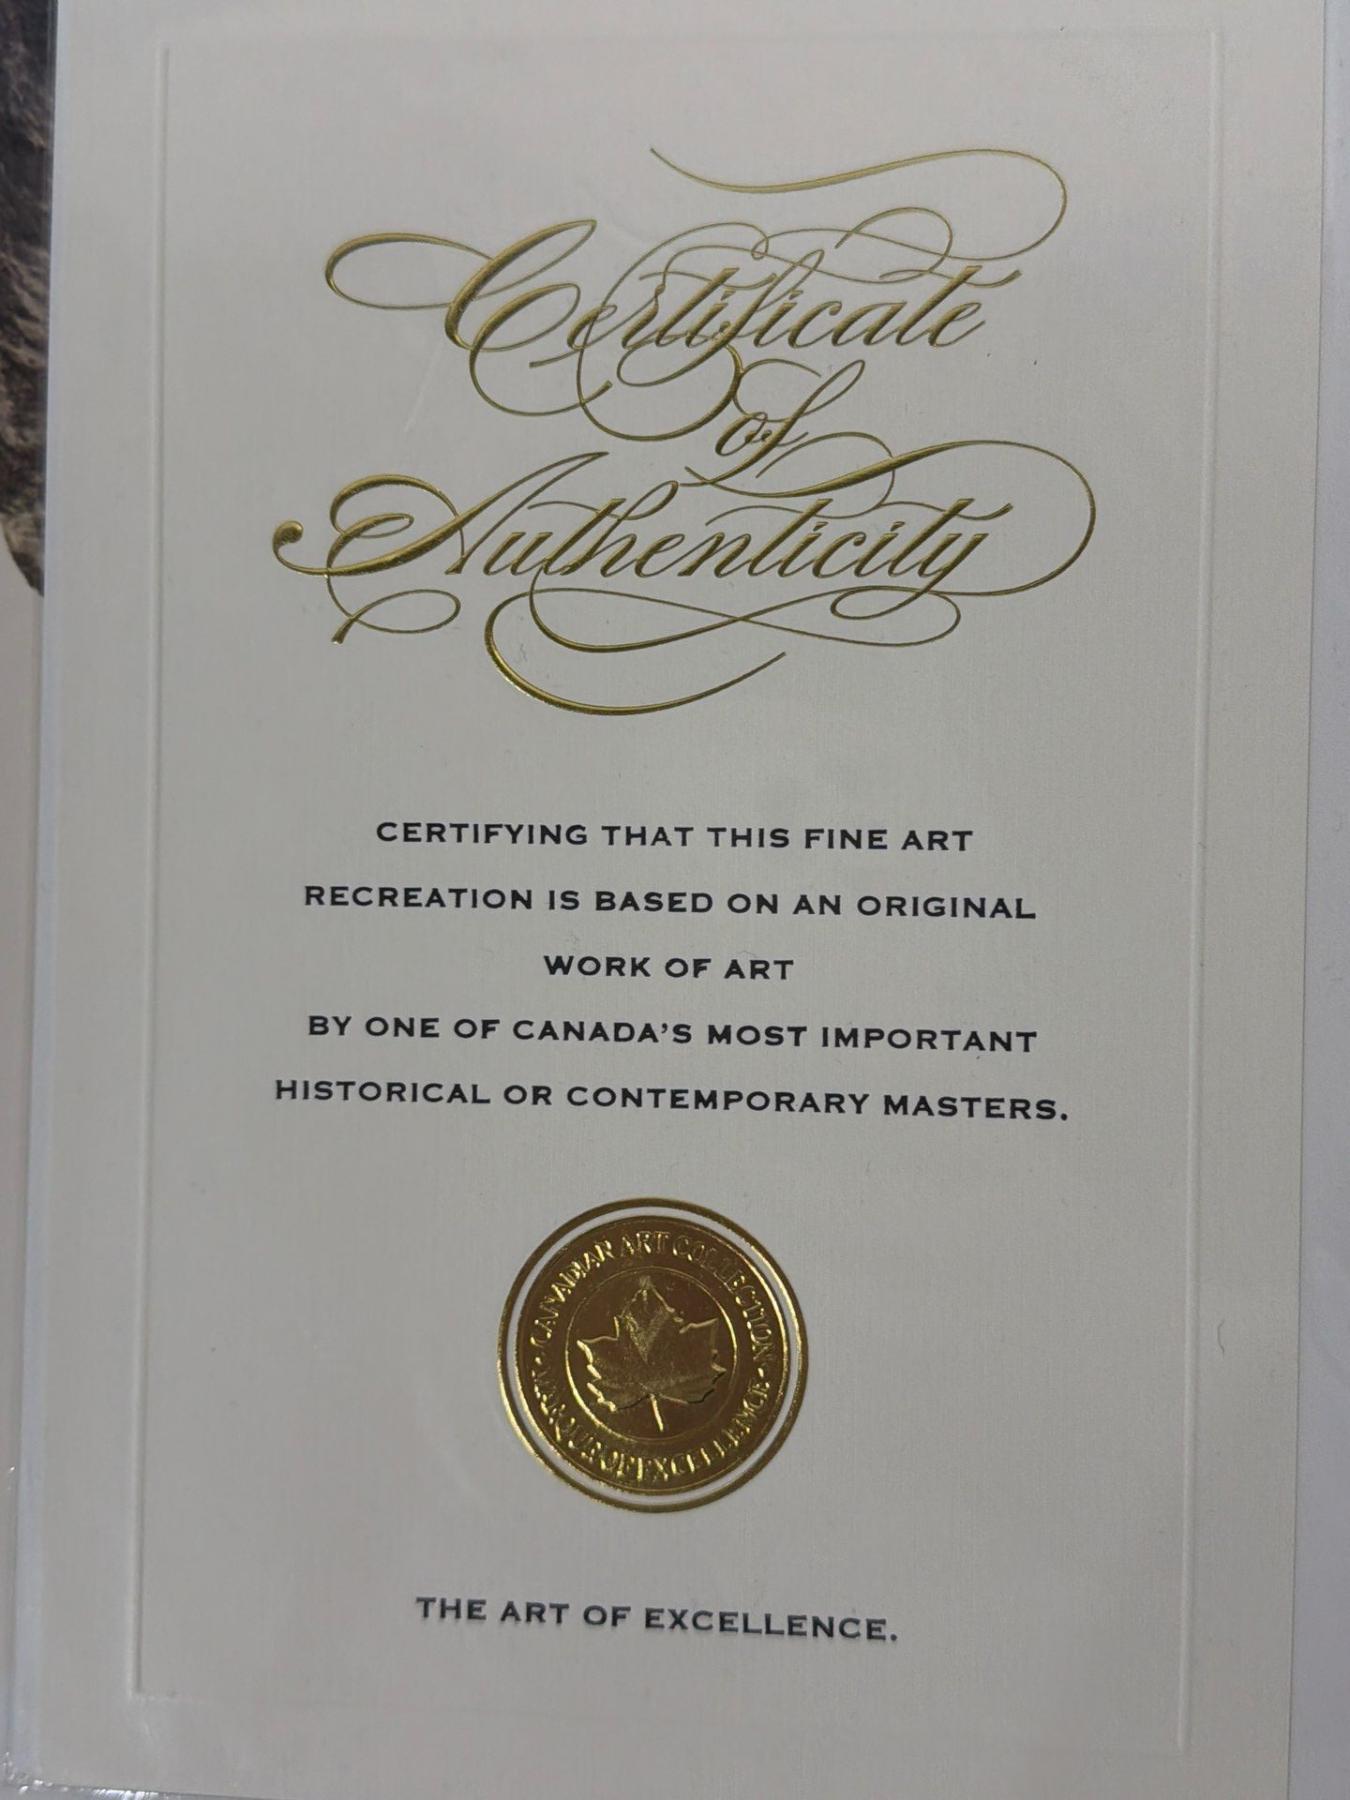 Certificate
of
Authenticity
CERTIFYING THAT THIS FINE ART
RECREATION IS BASED ON AN ORIGINAL
WORK OF ART
BY ONE OF CANADA'S MOST IMPORTANT
HISTORICAL OR CONTEMPORARY MASTERS.
CANADIAN ART COLLECTION
MARQUE OF EXCELLENCE
THE ART OF EXCELLENCE.